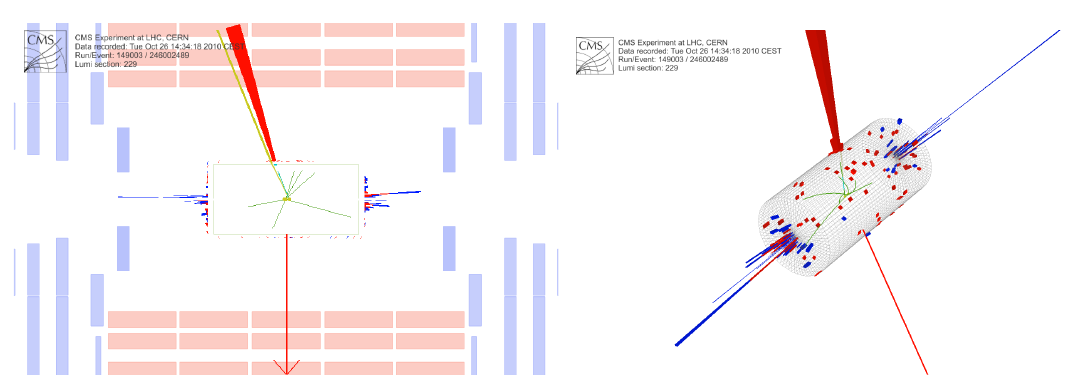 CMS
CMS Experiment at LHC, CERN
Data recorded: Tue Oct 26 14:34:18 2010 CEST
Run/Event: 149003 / 246002489
Lumi section: 229
CMS
CMS Experiment at LHC, CERN
Data recorded: Tue Oct 26 14:34:18 2010 CEST
Run/Event: 149003 / 246002489
Lumi section: 229